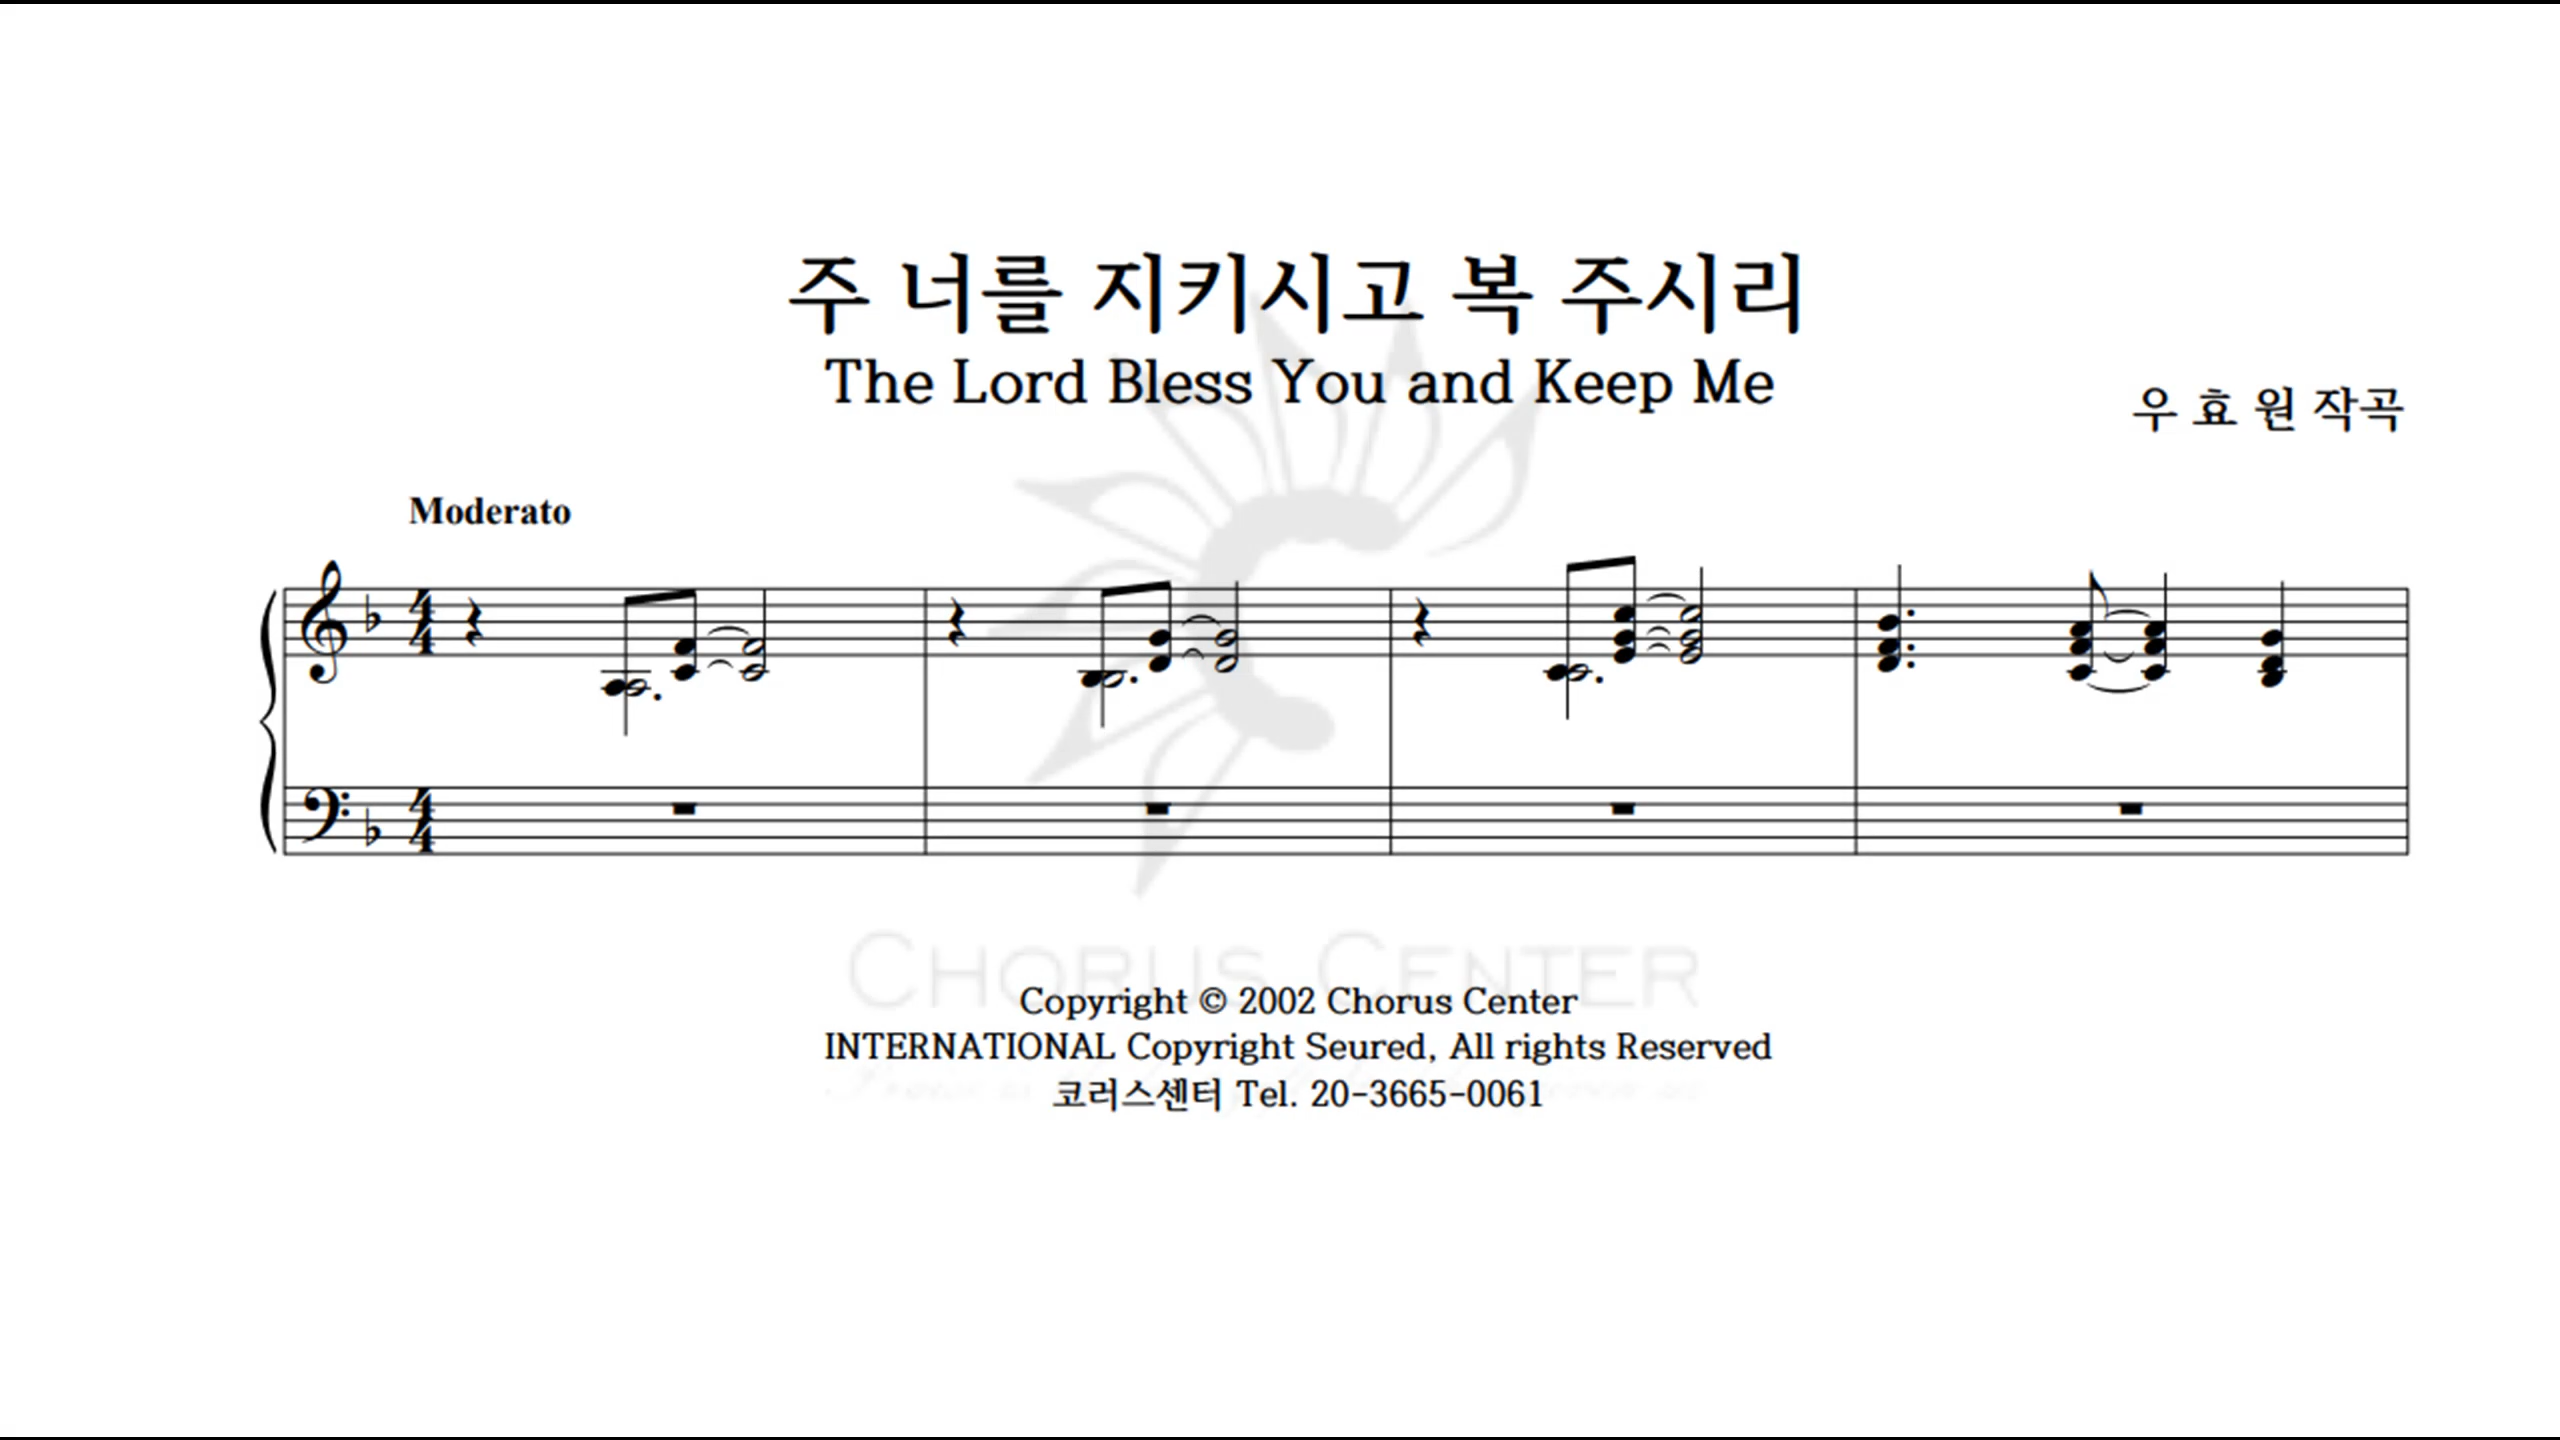 주 너를 지키시고 복 주시리
The Lord Bless You and Keep Me
우 효 원 작곡
Moderato
CHORUS CENTER
Copyright © 2002 Chorus Center
INTERNATIONAL Copyright Seured, All rights Reserved
코러스센터 Tel. 20-3665-0061